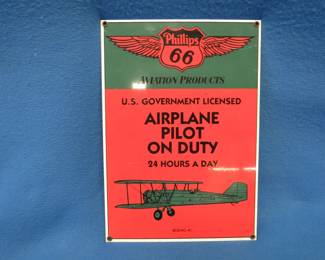 Phillips
66
AVIATION PRODUCTS
U.S. GOVERNMENT LICENSED
AIRPLANE
PILOT
ON DUTY
24 HOURS A DAY